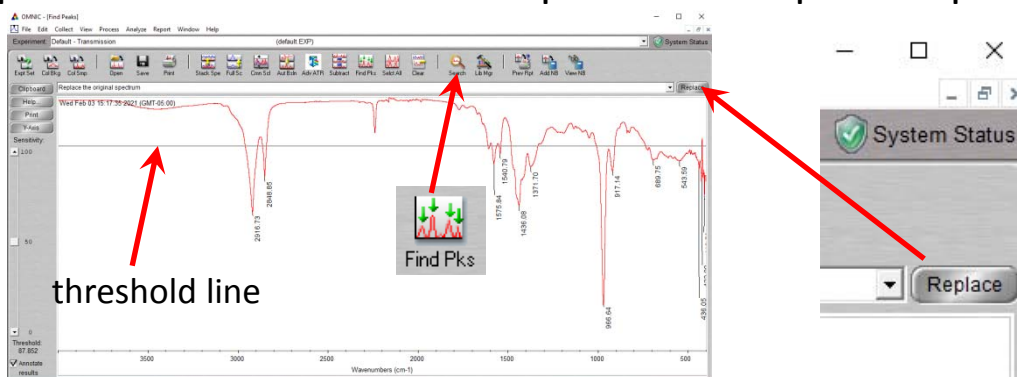 OMNIC - [Find Peaks]
File Edit Collect View Process Analyze Report Window Help
Experiment: Default - Transmission (default.EXP) System Status
Expt Set Col Bkg Col Smp Open Save Print Stack Spe Full Sc Cmn Scl Aut Bsln Adv ATR Subtract Find Pks Selct All Clear Search Lib Mgr Prev Rpt Add NB View NB
Clipboard Replace the original spectrum Replace
Help...
Print
Y-Axis
Wed Feb 03 15:17:35 2021 (GMT-05:00)
Sensitivity:
100
50
0
Threshold:
87.852
Annotate
results
2916.73
2848.85
1575.84
1540.79
1436.08
1371.70
966.64
917.14
689.75
543.59
436.05
3500 3000 2500 2000 1500 1000 500
Wavenumbers (cm-1)
threshold line
Find Pks
System Status
Replace